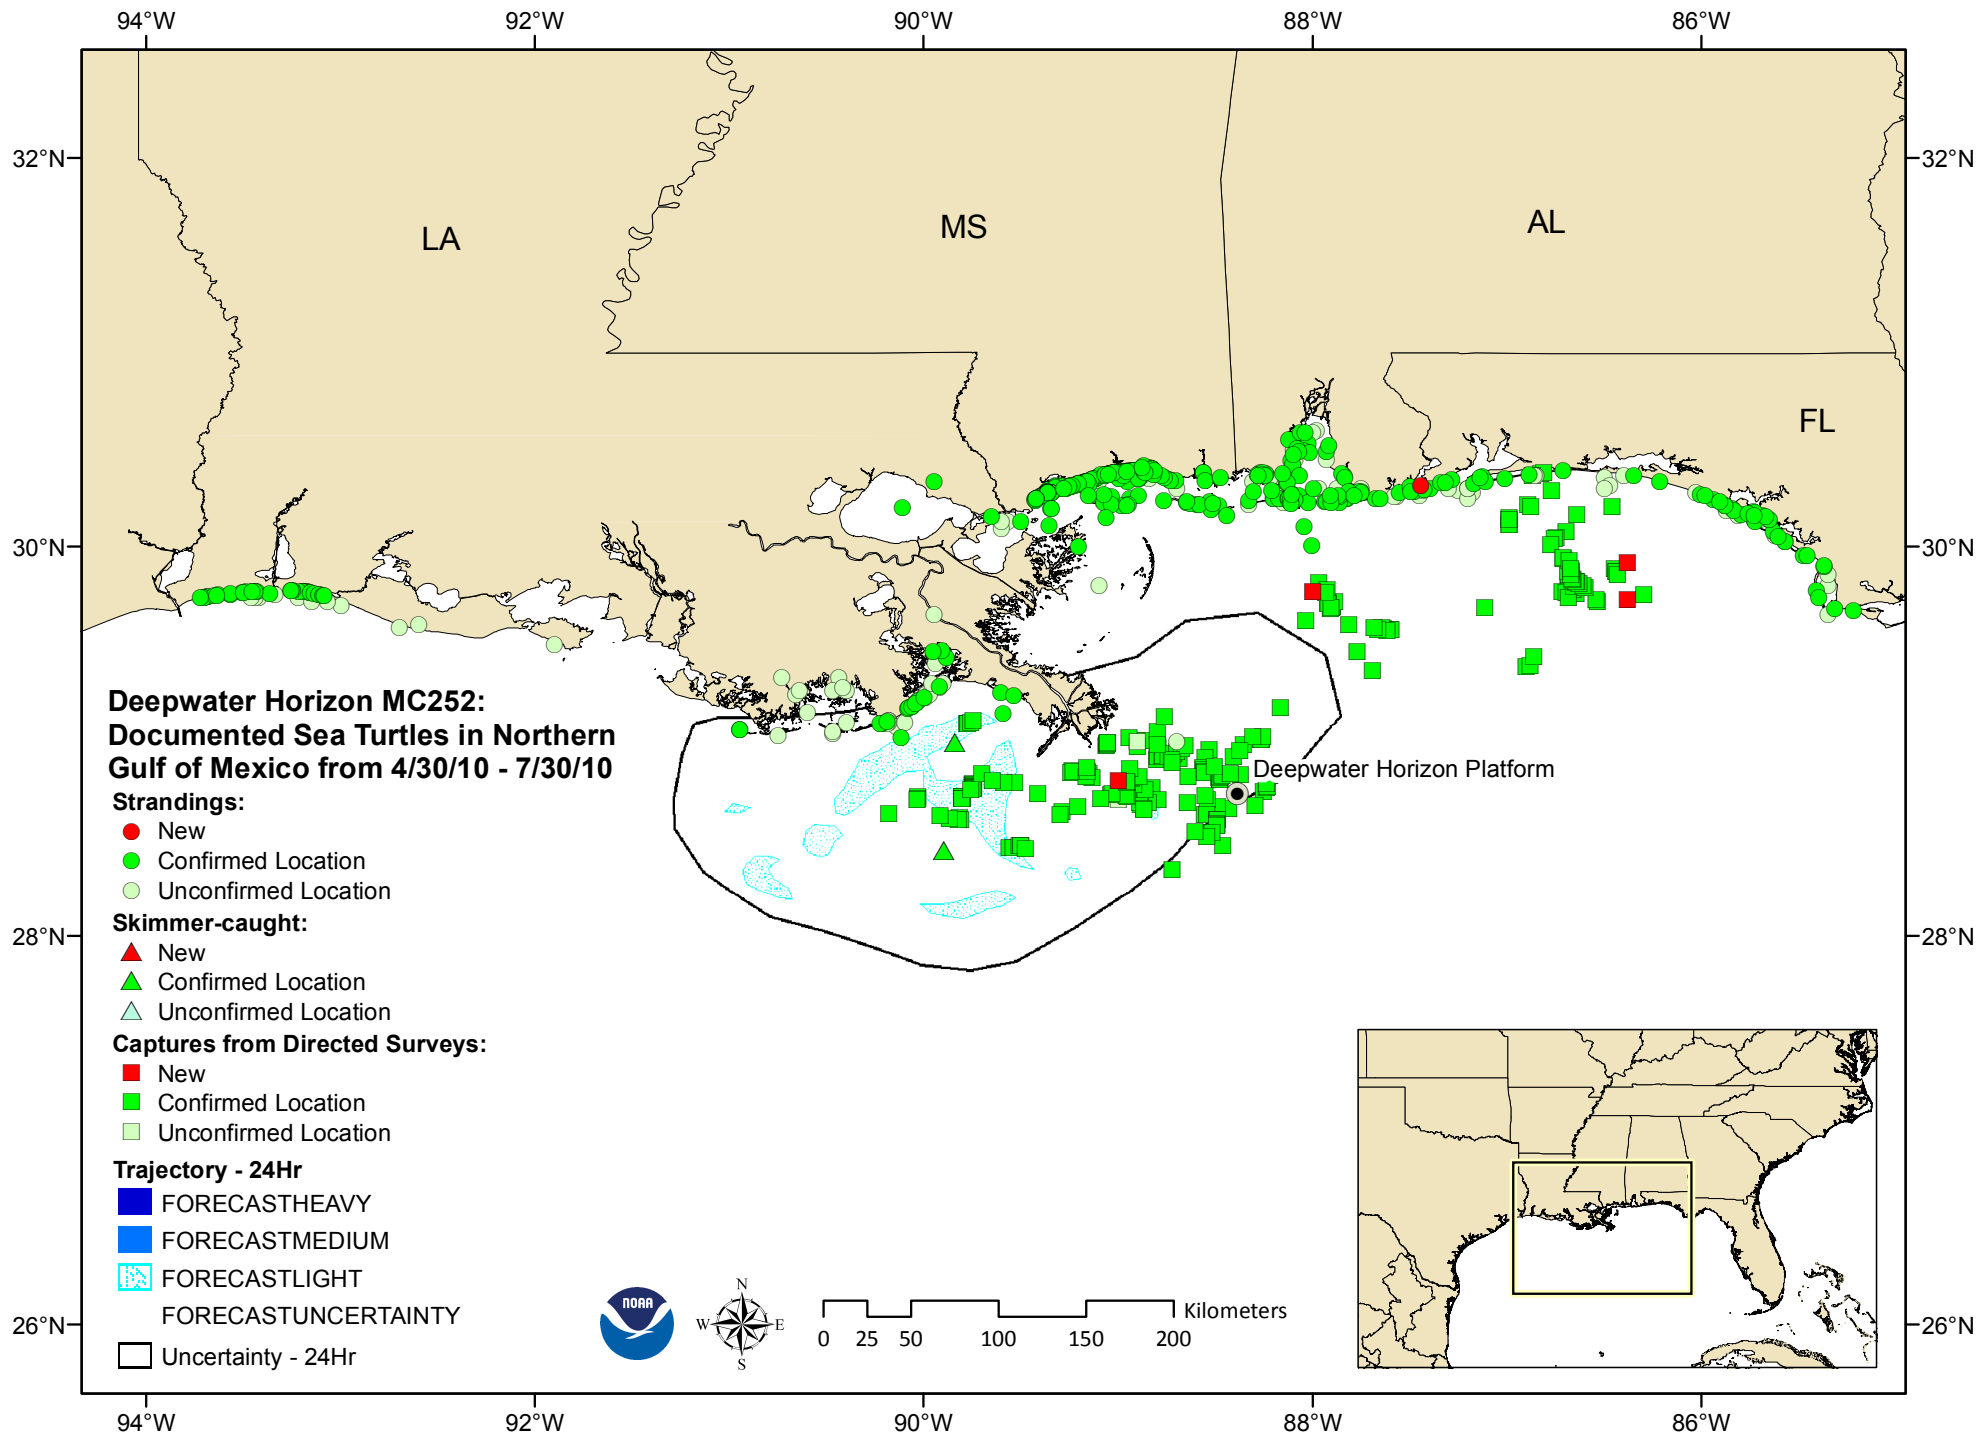 94°W 92°W 90°W 88°W 86°W
32°N 32°N
LA MS AL
FL
30°N 30°N
Deepwater Horizon MC252:
Documented Sea Turtles in Northern
Gulf of Mexico from 4/30/10 - 7/30/10
Deepwater Horizon Platform
Strandings:
New
Confirmed Location
Unconfirmed Location
Skimmer-caught:
28°N 28°N
New
Confirmed Location
Unconfirmed Location
Captures from Directed Surveys:
New
Confirmed Location
Unconfirmed Location
Trajectory - 24Hr
FORECASTHEAVY
FORECASTMEDIUM
FORECASTLIGHT
FORECASTUNCERTAINTY
Uncertainty - 24Hr
NOAA
N
W E
S
Kilometers
0 25 50 100 150 200
26°N 26°N
94°W 92°W 90°W 88°W 86°W